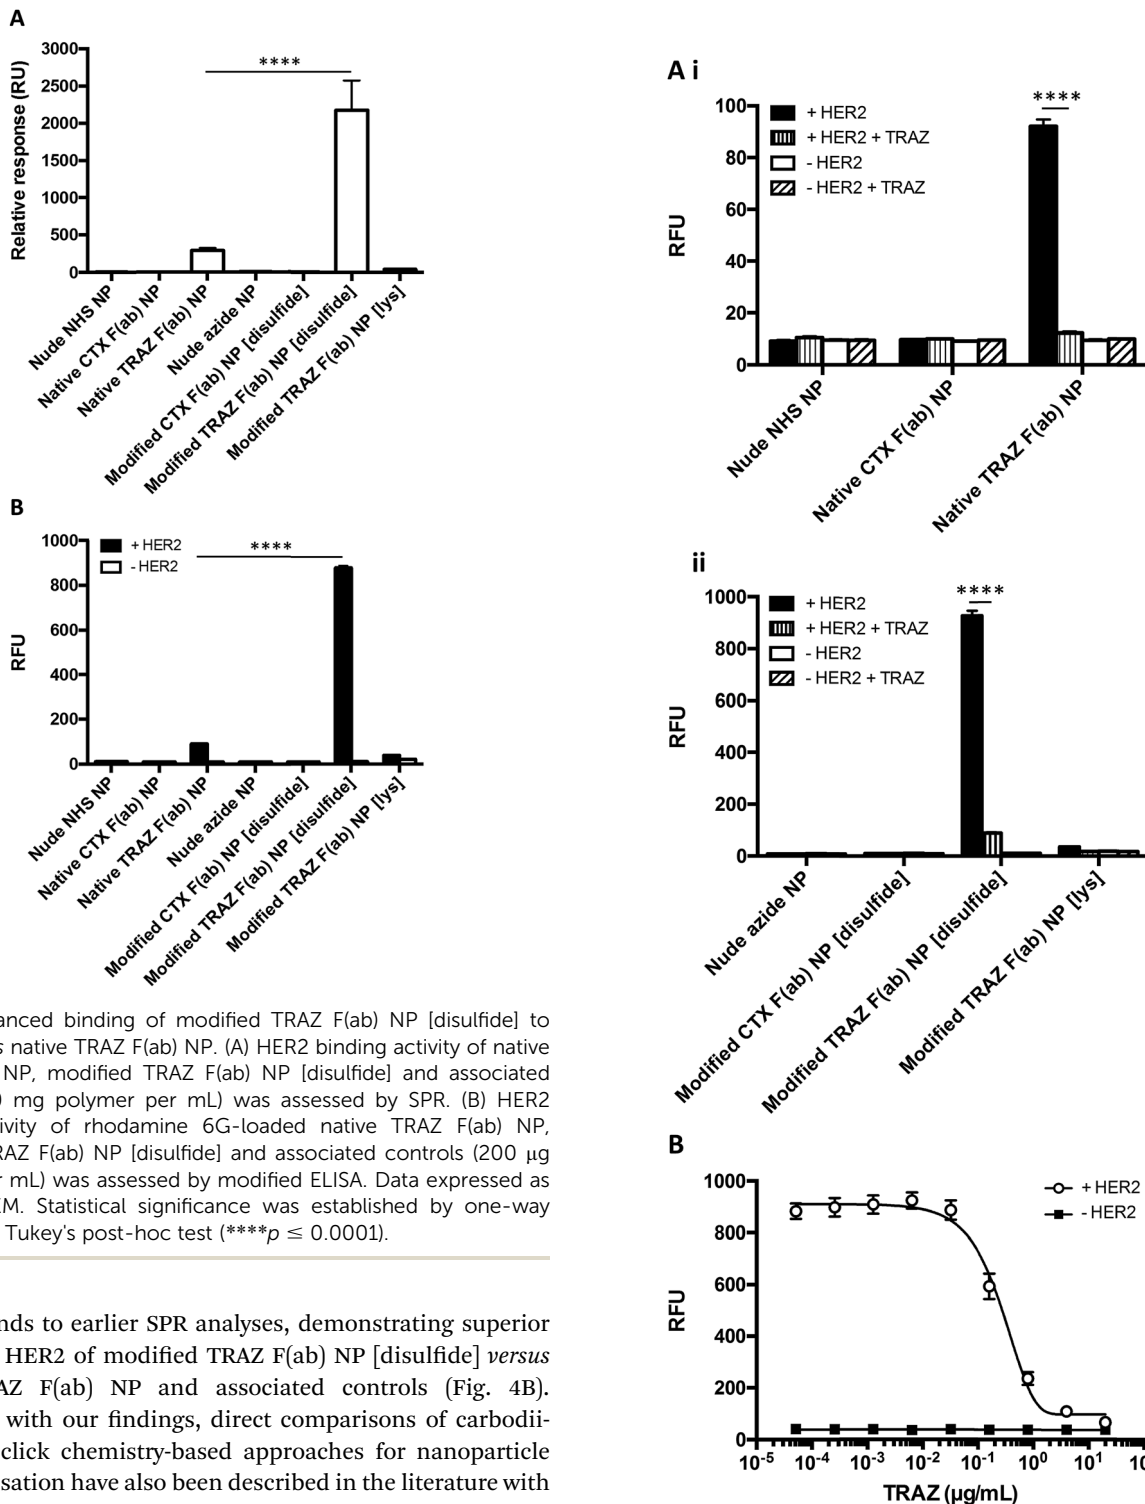 A
3000
2500
2000
1500
1000
500
0
Relative response (RU)
****
Nude NHS NP
Native CTX F(ab) NP
Native TRAZ F(ab) NP
Nude azide NP
Modified CTX F(ab) NP [disulfide]
Modified TRAZ F(ab) NP [disulfide]
Modified TRAZ F(ab) NP [lys]
B
1000
800
600
400
200
0
RFU
+ HER2
- HER2
****
Nude NHS NP
Native CTX F(ab) NP
Native TRAZ F(ab) NP
Nude azide NP
Modified CTX F(ab) NP [disulfide]
Modified TRAZ F(ab) NP [disulfide]
Modified TRAZ F(ab) NP [lys]
anced binding of modified TRAZ F(ab) NP [disulfide] to
s native TRAZ F(ab) NP. (A) HER2 binding activity of native
NP, modified TRAZ F(ab) NP [disulfide] and associated
0 mg polymer per mL) was assessed by SPR. (B) HER2
ivity of rhodamine 6G-loaded native TRAZ F(ab) NP,
RAZ F(ab) NP [disulfide] and associated controls (200 μg
r mL) was assessed by modified ELISA. Data expressed as
EM. Statistical significance was established by one-way
Tukey's post-hoc test (****p ≤ 0.0001).
nds to earlier SPR analyses, demonstrating superior
HER2 of modified TRAZ F(ab) NP [disulfide] versus
AZ F(ab) NP and associated controls (Fig. 4B).
with our findings, direct comparisons of carbodii-
click chemistry-based approaches for nanoparticle
sation have also been described in the literature with
A i
100
80
60
40
20
0
RFU
+ HER2
+ HER2 + TRAZ
- HER2
- HER2 + TRAZ
****
Nude NHS NP
Native CTX F(ab) NP
Native TRAZ F(ab) NP
ii
1000
800
600
400
200
0
RFU
+ HER2
+ HER2 + TRAZ
- HER2
- HER2 + TRAZ
****
Nude azide NP
Modified CTX F(ab) NP [disulfide]
Modified TRAZ F(ab) NP [disulfide]
Modified TRAZ F(ab) NP [lys]
B
1000
800
600
400
200
0
RFU
+ HER2
- HER2
10-5 10-4 10-3 10-2 10-1 100 101 10
TRAZ (μg/mL)